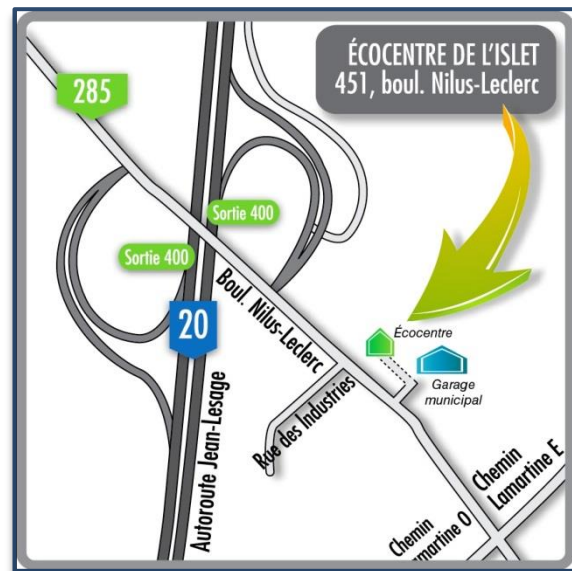 ÉCOCENTRE DE L'ISLET
451, boul. Nilus-Leclerc
285
Sortie 400
Sortie 400
20
Boul. Nilus-Leclerc
Écocentre
Garage
municipal
Rue des Industries
Autoroute Jean-Lesage
Chemin
Lamartine E
Chemin
amartine O